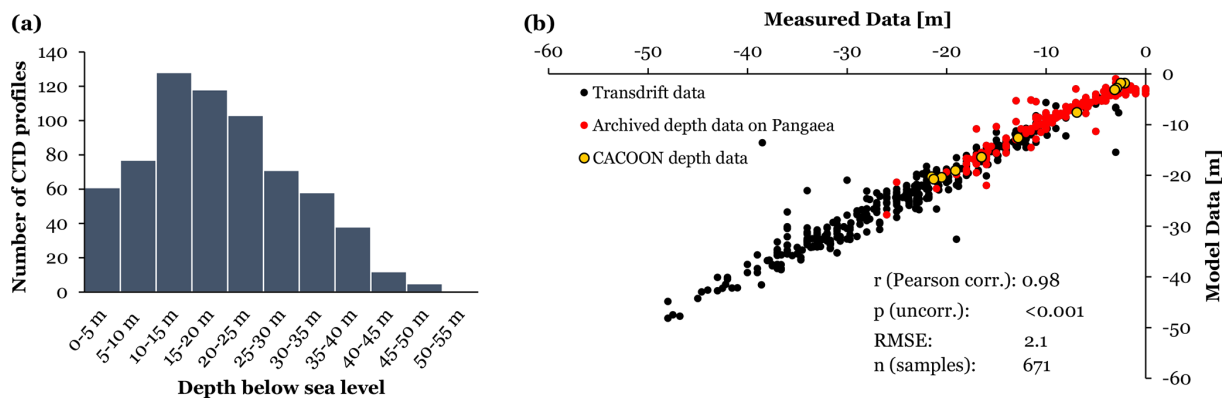 (a)
Number of CTD profiles
140
120
100
80
60
40
20
0
0-5 m
5-10 m
10-15 m
15-20 m
20-25 m
25-30 m
30-35 m
35-40 m
40-45 m
45-50 m
50-55 m
Depth below sea level
(b)
Measured Data [m]
-60 -50 -40 -30 -20 -10 0
Transdrift data
Archived depth data on Pangaea
CACOON depth data
0
-10
-20
-30
-40
-50
-60
Model Data [m]
r (Pearson corr.): 0.98
p (uncorr.): <0.001
RMSE: 2.1
n (samples): 671